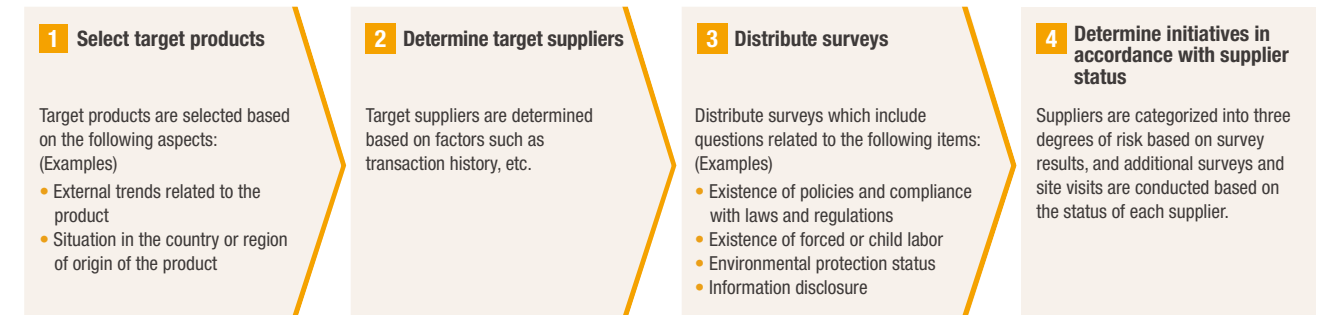 1 Select target products
Target products are selected based
on the following aspects:
(Examples)
• External trends related to the
product
• Situation in the country or region
of origin of the product
2 Determine target suppliers
Target suppliers are determined
based on factors such as
transaction history, etc.
3 Distribute surveys
Distribute surveys which include
questions related to the following items:
(Examples)
• Existence of policies and compliance
with laws and regulations
• Existence of forced or child labor
• Environmental protection status
• Information disclosure
4 Determine initiatives in
accordance with supplier
status
Suppliers are categorized into three
degrees of risk based on survey
results, and additional surveys and
site visits are conducted based on
the status of each supplier.